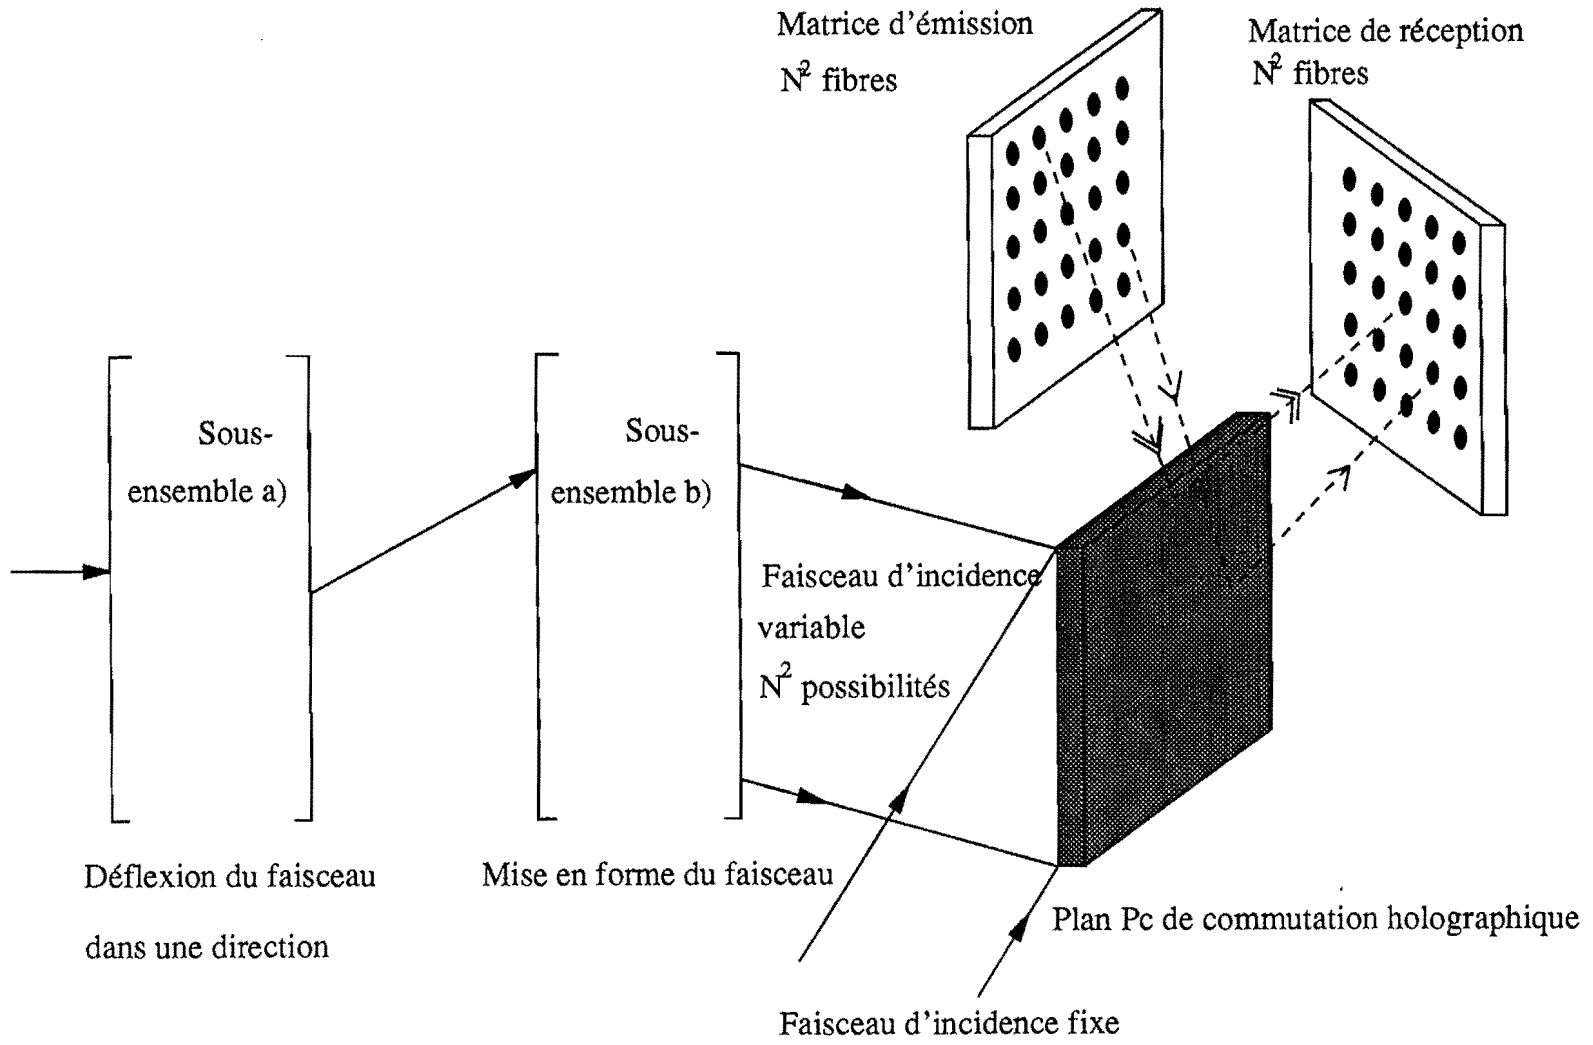 Matrice d'émission
N² fibres
Matrice de réception
N² fibres
Sous-
ensemble a)
Sous-
ensemble b)
Faisceau d'incidence
variable
N² possibilités
Déflexion du faisceau
dans une direction
Mise en forme du faisceau
Plan Pc de commutation holographique
Faisceau d'incidence fixe